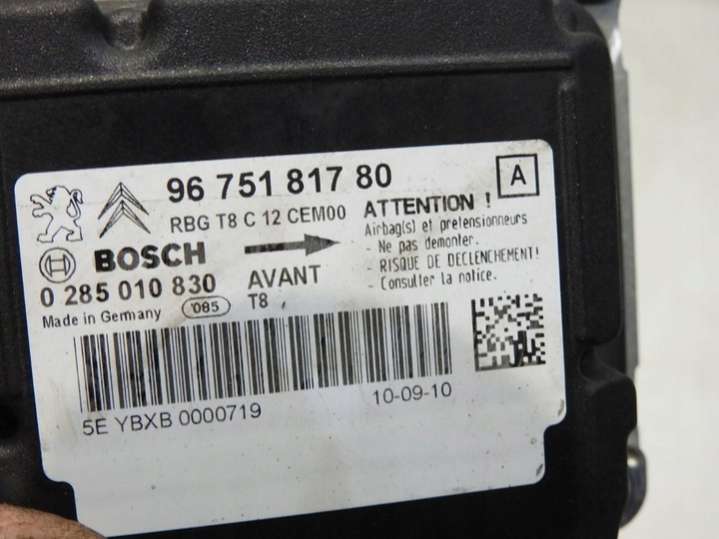 96 751 817 80
A
RBG T8 C 12 CEM00
ATTENTION !
Airbag(s) et pretensionneurs
- Ne pas demonter.
- RISQUE DE DECLENCHEMENT!
- Consulter la notice.
BOSCH
AVANT
T8
0 285 010 830
Made in Germany
085
5E YBXB 0000719
10-09-10